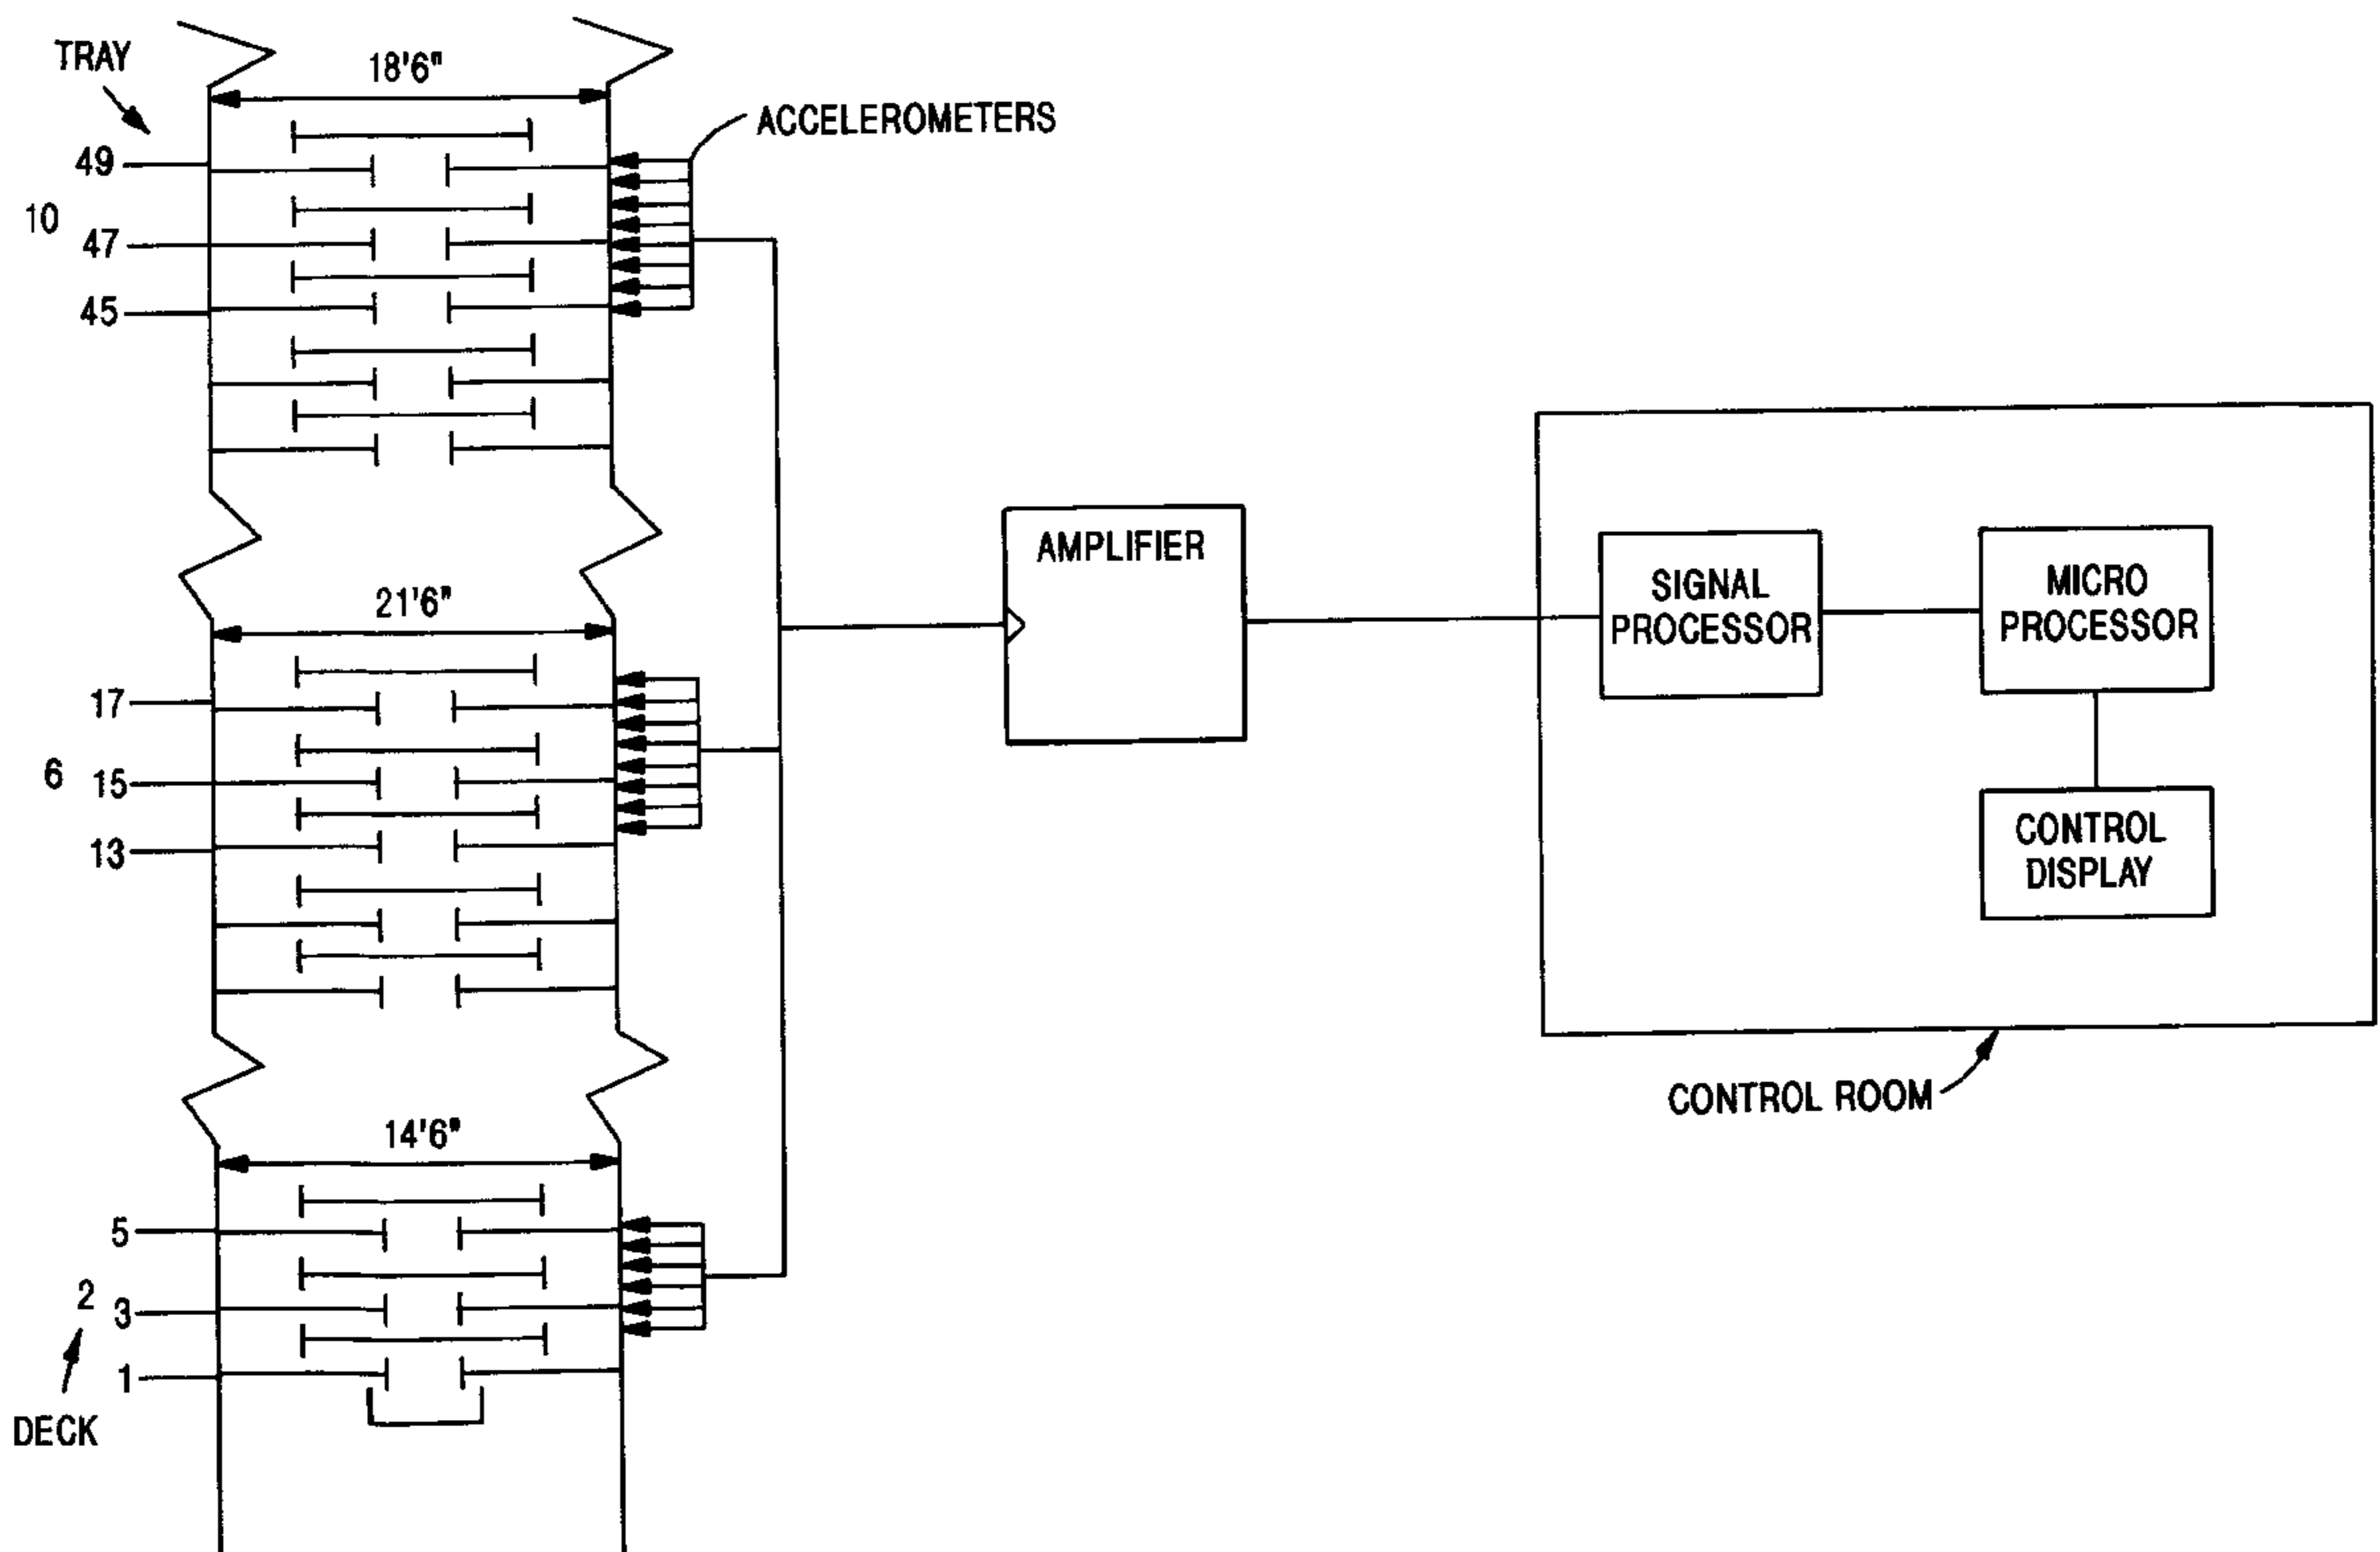 TRAY
18'6"
ACCELEROMETERS
49
10
47
45
AMPLIFIER
SIGNAL
PROCESSOR
MICRO
PROCESSOR
21'6"
17
6
15
13
CONTROL
DISPLAY
CONTROL ROOM
14'6"
5
2
3
1
DECK